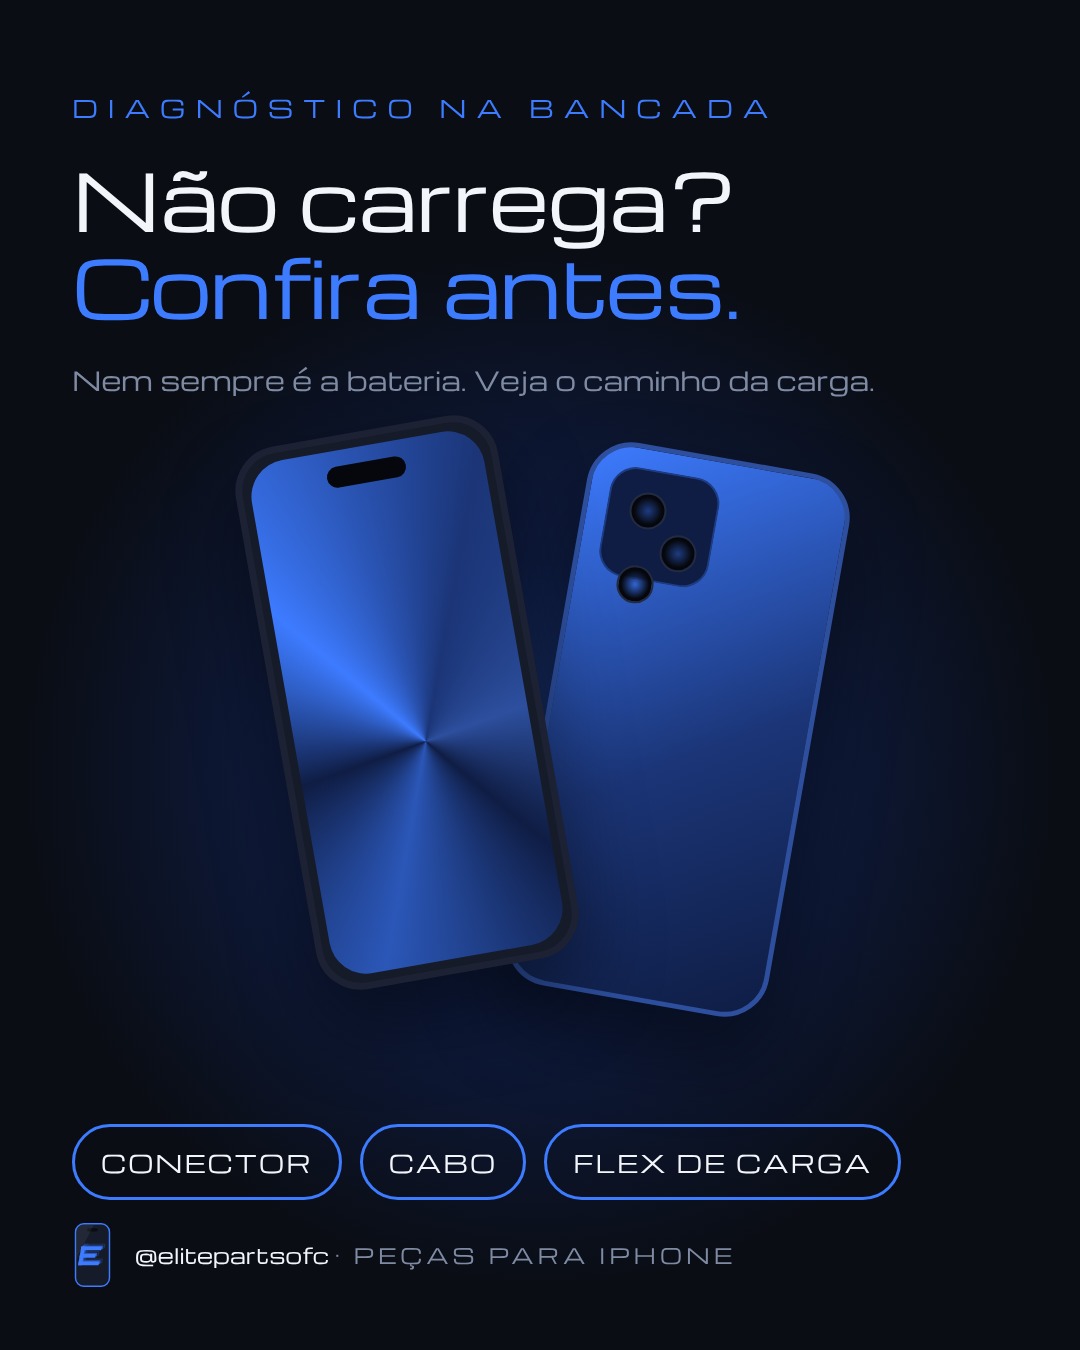 DIAGNÓSTICO NA BANCADA
Não carrega?
Confira antes.
Nem sempre é a bateria. Veja o caminho da carga.
CONECTOR CABO FLEX DE CARGA
E @elitepartsofc · PEÇAS PARA IPHONE